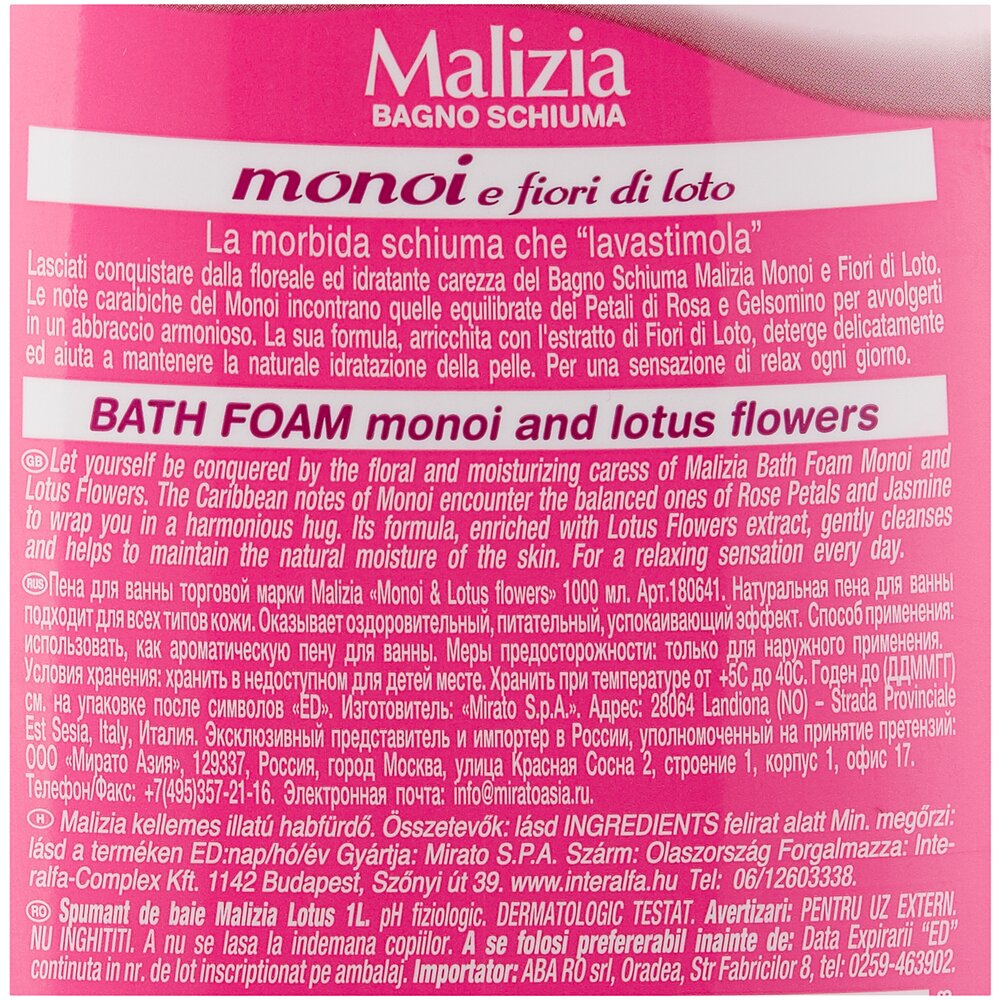 Malizia
BAGNO SCHIUMA
monoi e fiori di loto
La morbida schiuma che "lavastimola"
Lasciati conquistare dalla floreale ed idratante carezza del Bagno Schiuma Malizia Monoi e Fiori di Loto.
Le note caraibiche del Monoi incontrano quelle equilibrate dei Petali di Rosa e Gelsomino per avvolgerti
in un abbraccio armonioso. La sua formula, arricchita con l'estratto di Fiori di Loto, deterge delicatamente
ed aiuta a mantenere la naturale idratazione della pelle. Per una sensazione di relax ogni giorno.
BATH FOAM monoi and lotus flowers
GB Let yourself be conquered by the floral and moisturizing caress of Malizia Bath Foam Monoi and
Lotus Flowers. The Caribbean notes of Monoi encounter the balanced ones of Rose Petals and Jasmine
to wrap you in a harmonious hug. Its formula, enriched with Lotus Flowers extract, gently cleanses
and helps to maintain the natural moisture of the skin. For a relaxing sensation every day.
RUS Пена для ванны торговой марки Malizia «Monoi & Lotus flowers» 1000 мл. Арт.180641. Натуральная пена для ванны
подходит для всех типов кожи. Оказывает оздоровительный, питательный, успокаивающий эффект. Способ применения:
использовать, как ароматическую пену для ванны. Меры предосторожности: только для наружного применения.
Условия хранения: хранить в недоступном для детей месте. Хранить при температуре от +5С до 40С. Годен до (ДДММГГ)
см. на упаковке после символов «ED». Изготовитель: «Mirato S.p.A.». Адрес: 28064 Landiona (NO) – Strada Provinciale
Est Sesia, Italy, Италия. Эксклюзивный представитель и импортер в России, уполномоченный на принятие претензий:
ООО «Мирато Азия», 129337, Россия, город Москва, улица Красная Сосна 2, строение 1, корпус 1, офис 17.
Телефон/Факс: +7(495)357-21-16. Электронная почта: info@miratoasia.ru.
H Malizia kellemes illatú habfürdő. Összetevők: lásd INGREDIENTS felirat alatt Min. megőrzi:
lásd a terméken ED:nap/hó/év Gyártja: Mirato S.P.A. Szárm: Olaszország Forgalmazza: Inte-
ralfa-Complex Kft. 1142 Budapest, Szőnyi út 39. www.interalfa.hu Tel: 06/12603338.
RO Spumant de baie Malizia Lotus 1L. pH fiziologic. DERMATOLOGIC TESTAT. Avertizari: PENTRU UZ EXTERN.
NU INGHITITI. A nu se lasa la indemana copiilor. A se folosi prefererabil inainte de: Data Expirarii "ED"
continuta in nr. de lot inscriptionat pe ambalaj. Importator: ABA RO srl, Oradea, Str Fabricilor 8, tel: 0259-463902.